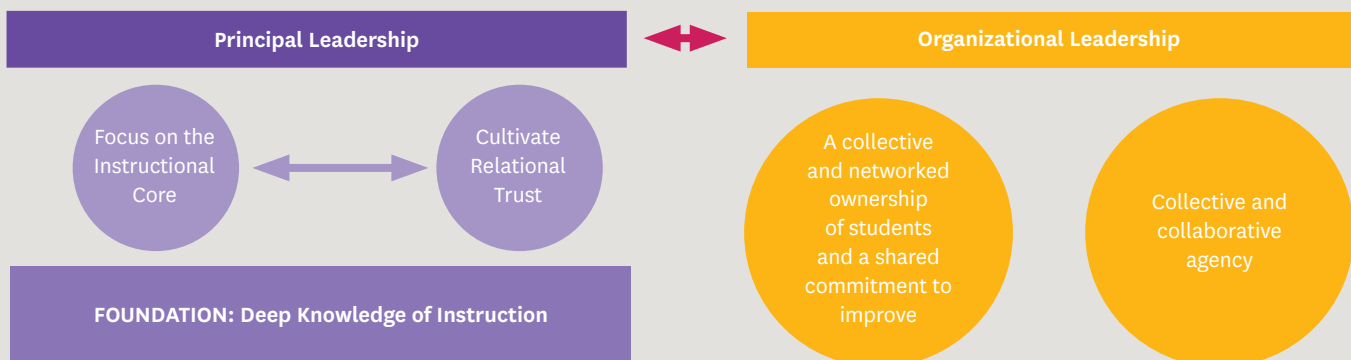 Principal Leadership
Organizational Leadership
Focus on the
Instructional
Core
Cultivate
Relational
Trust
FOUNDATION: Deep Knowledge of Instruction
A collective
and networked
ownership
of students
and a shared
commitment to
improve
Collective and
collaborative
agency